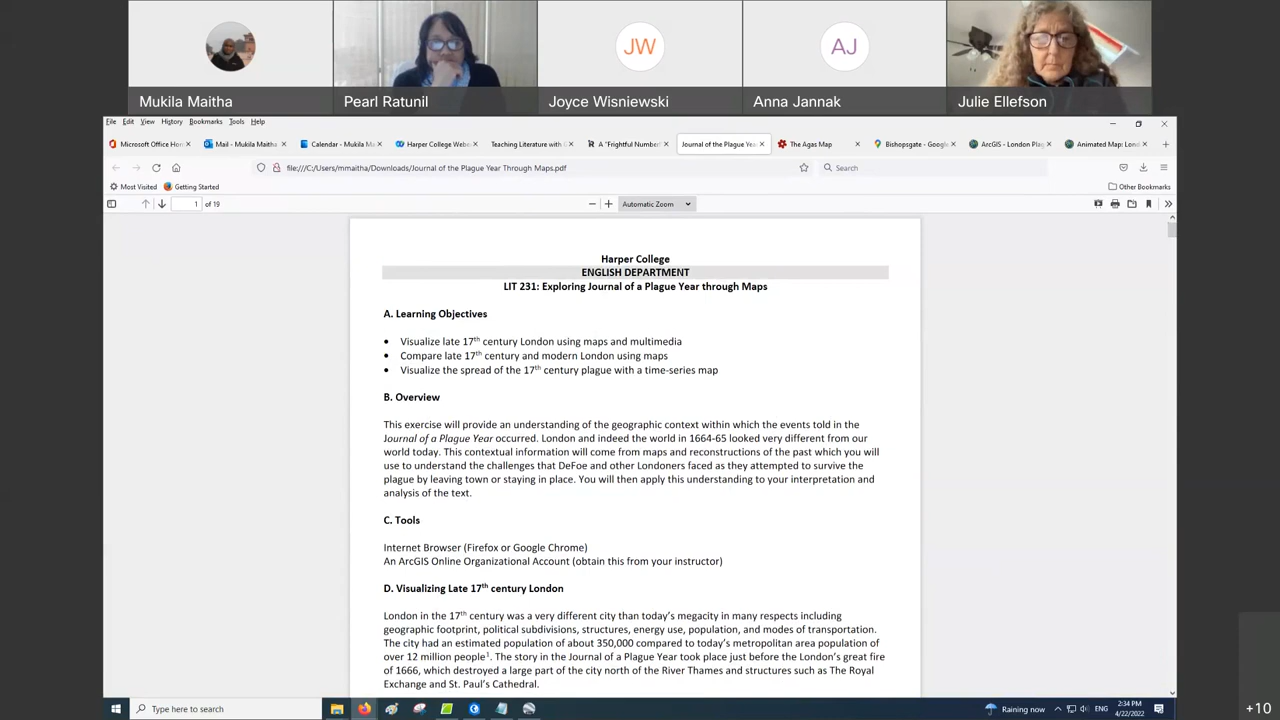 JW
AJ
Mukila Maitha
Pearl Ratunil
Joyce Wisniewski
Anna Jannak
Julie Ellefson
File Edit View History Bookmarks Tools Help
Microsoft Office Hom
Mail - Mukila Maitha
Calendar - Mukila Ma
Harper College Webe
Teaching Literature with G
A "Frightful Number!
Journal of the Plague Yea
The Agas Map
Bishopsgate - Google
ArcGIS - London Plag
Animated Map: Lond
file:///C:/Users/mmaitha/Downloads/Journal of the Plague Year Through Maps.pdf
Search
Most Visited
Getting Started
Other Bookmarks
1 of 19
Automatic Zoom
Harper College
ENGLISH DEPARTMENT
LIT 231: Exploring Journal of a Plague Year through Maps
A. Learning Objectives
• Visualize late 17th century London using maps and multimedia
• Compare late 17th century and modern London using maps
• Visualize the spread of the 17th century plague with a time-series map
B. Overview
This exercise will provide an understanding of the geographic context within which the events told in the
Journal of a Plague Year occurred. London and indeed the world in 1664-65 looked very different from our
world today. This contextual information will come from maps and reconstructions of the past which you will
use to understand the challenges that DeFoe and other Londoners faced as they attempted to survive the
plague by leaving town or staying in place. You will then apply this understanding to your interpretation and
analysis of the text.
C. Tools
Internet Browser (Firefox or Google Chrome)
An ArcGIS Online Organizational Account (obtain this from your instructor)
D. Visualizing Late 17th century London
London in the 17th century was a very different city than today's megacity in many respects including
geographic footprint, political subdivisions, structures, energy use, population, and modes of transportation.
The city had an estimated population of about 350,000 compared to today's metropolitan area population of
over 12 million people1. The story in the Journal of a Plague Year took place just before the London's great fire
of 1666, which destroyed a large part of the city north of the River Thames and structures such as The Royal
Exchange and St. Paul's Cathedral.
Type here to search
Raining now
ENG
2:34 PM
4/22/2022
+10